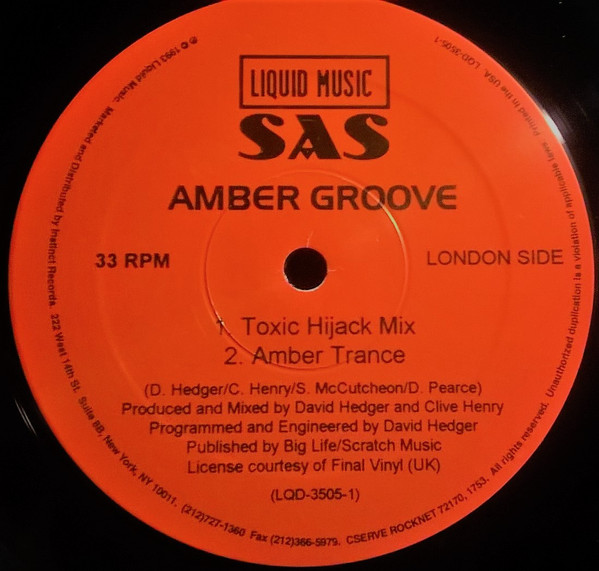 LIQUID MUSIC
SAS
AMBER GROOVE
33 RPM
LONDON SIDE
1. Toxic Hijack Mix
2. Amber Trance
(D. Hedger/C. Henry/S. McCutcheon/D. Pearce)
Produced and Mixed by David Hedger and Clive Henry
Programmed and Engineered by David Hedger
Published by Big Life/Scratch Music
License courtesy of Final Vinyl (UK)
(LQD-3505-1)
℗ © 1993 Liquid Music. Marketed and Distributed by Instinct Records. 222 West 14th St. Suite 8B, New York, NY 10011. (212)727-1360 Fax (212)366-5979. CSERVE ROCKNET 72170, 1753. All rights reserved. Unauthorized duplication is a violation of applicable laws. Printed in the USA. LQD-3505-1